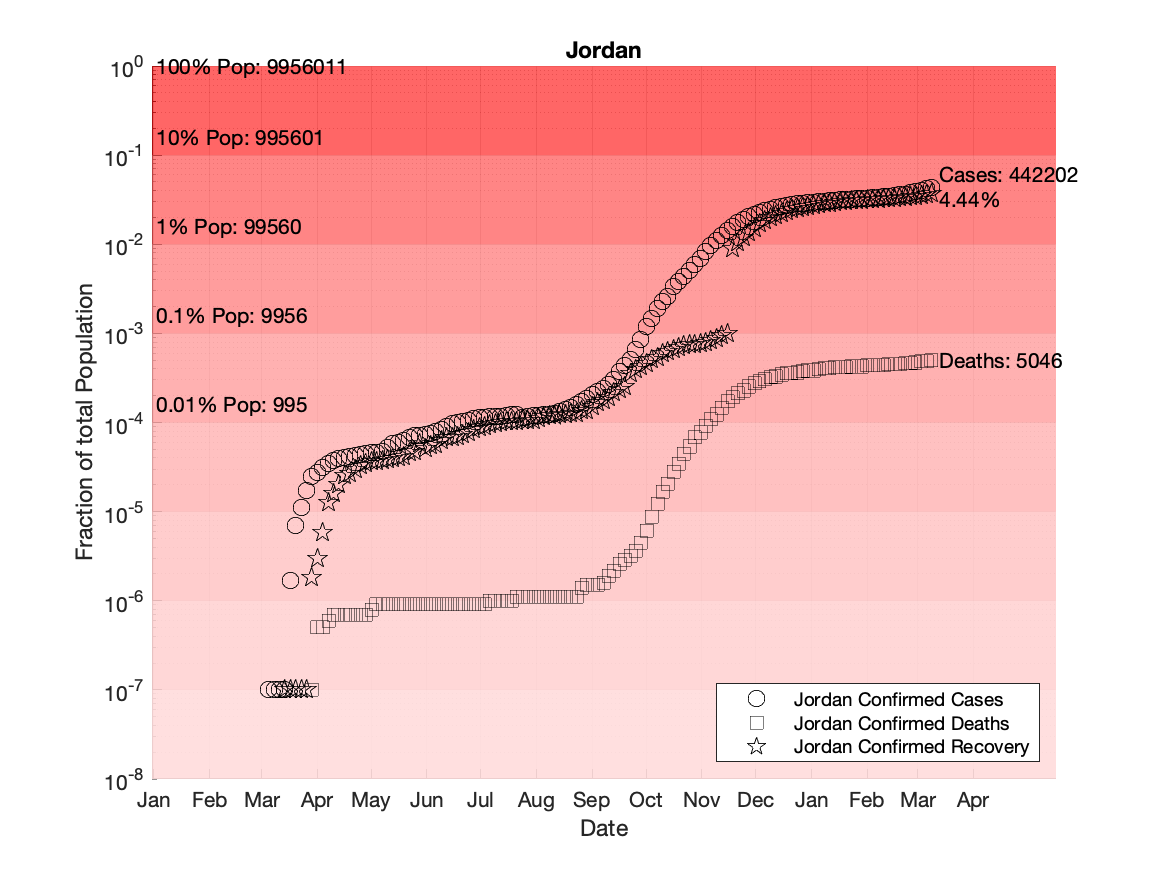 Jordan
10^0
100% Pop: 9956011
10% Pop: 995601
10^-1
Cases: 442202
4.44%
1% Pop: 99560
10^-2
0.1% Pop: 9956
10^-3
Deaths: 5046
0.01% Pop: 995
10^-4
10^-5
10^-6
10^-7
10^-8
Fraction of total Population
Jordan Confirmed Cases
Jordan Confirmed Deaths
Jordan Confirmed Recovery
Jan Feb Mar Apr May Jun Jul Aug Sep Oct Nov Dec Jan Feb Mar Apr
Date